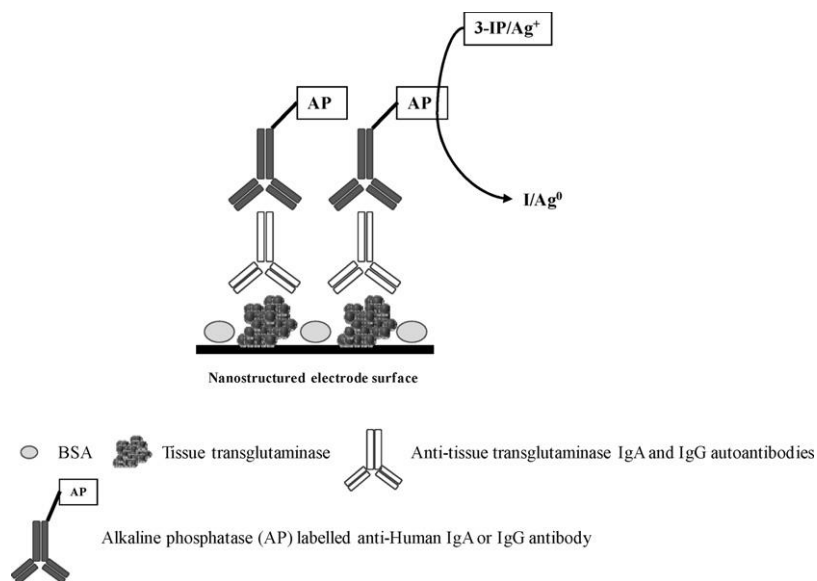 3-IP/Ag⁺
AP
AP
I/Ag⁰
Nanostructured electrode surface
BSA
Tissue transglutaminase
Anti-tissue transglutaminase IgA and IgG autoantibodies
AP
Alkaline phosphatase (AP) labelled anti-Human IgA or IgG antibody